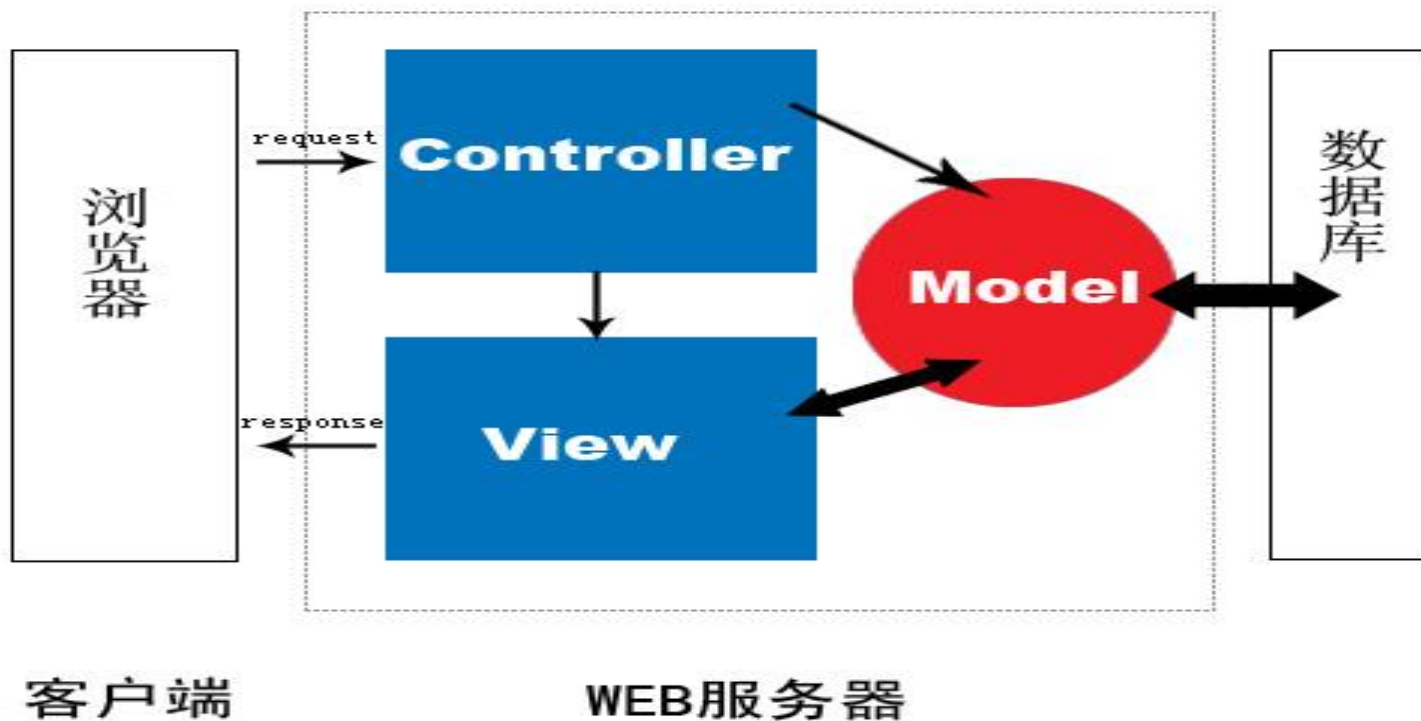 request
Controller
浏览器
数据库
Model
response
View
客户端
WEB服务器